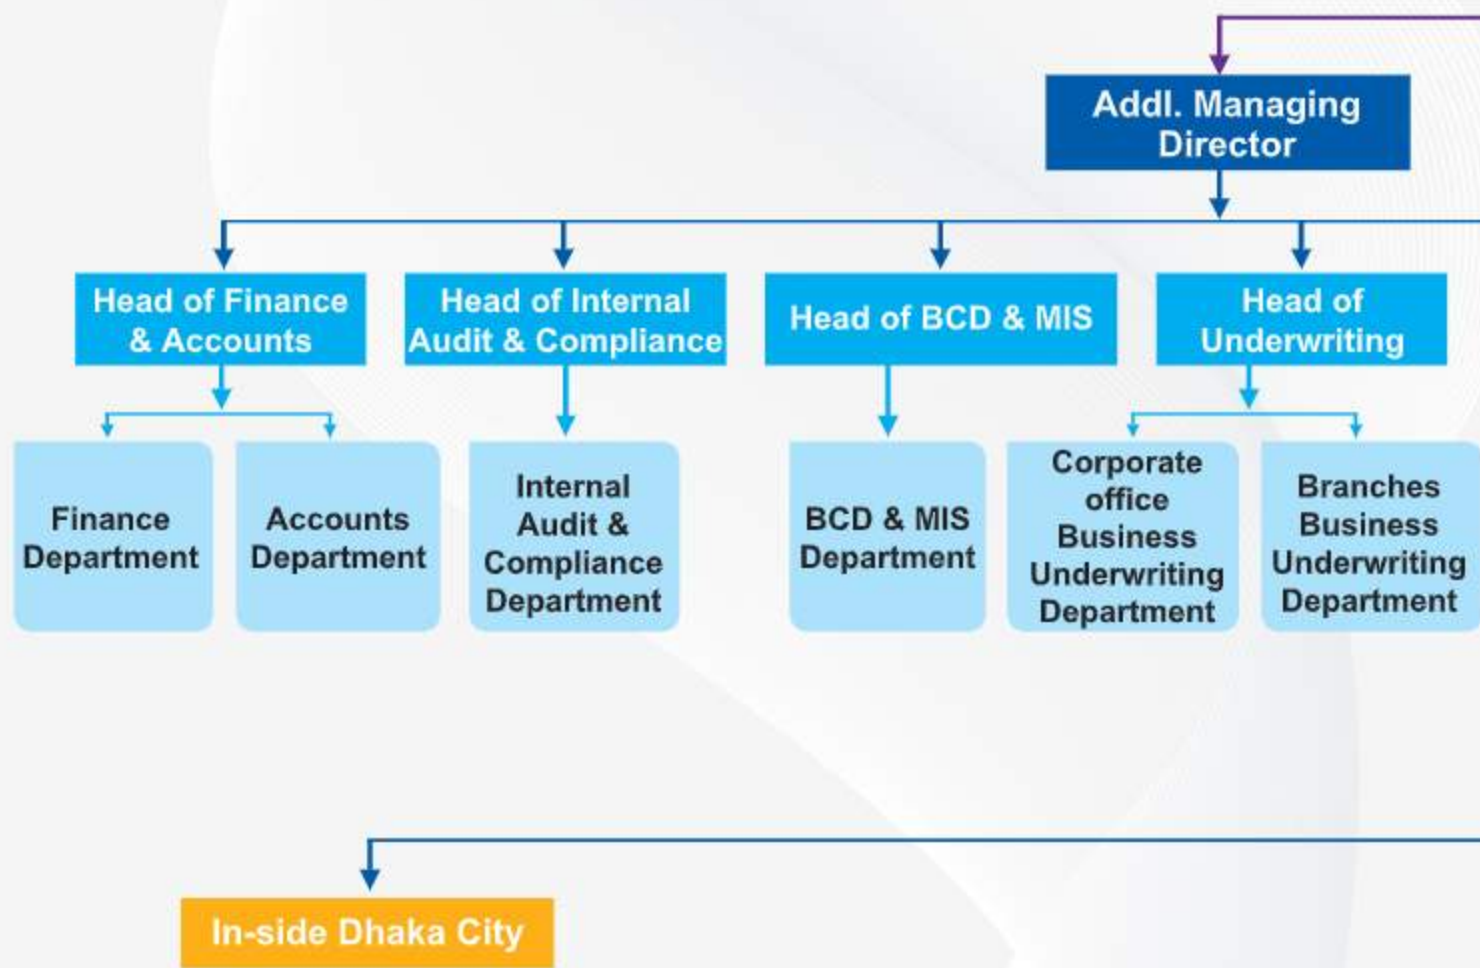 Addl. Managing
Director
Head of Finance
& Accounts
Head of Internal
Audit & Compliance
Head of BCD & MIS
Head of
Underwriting
Finance
Department
Accounts
Department
Internal
Audit &
Compliance
Department
BCD & MIS
Department
Corporate
office
Business
Underwriting
Department
Branches
Business
Underwriting
Department
In-side Dhaka City